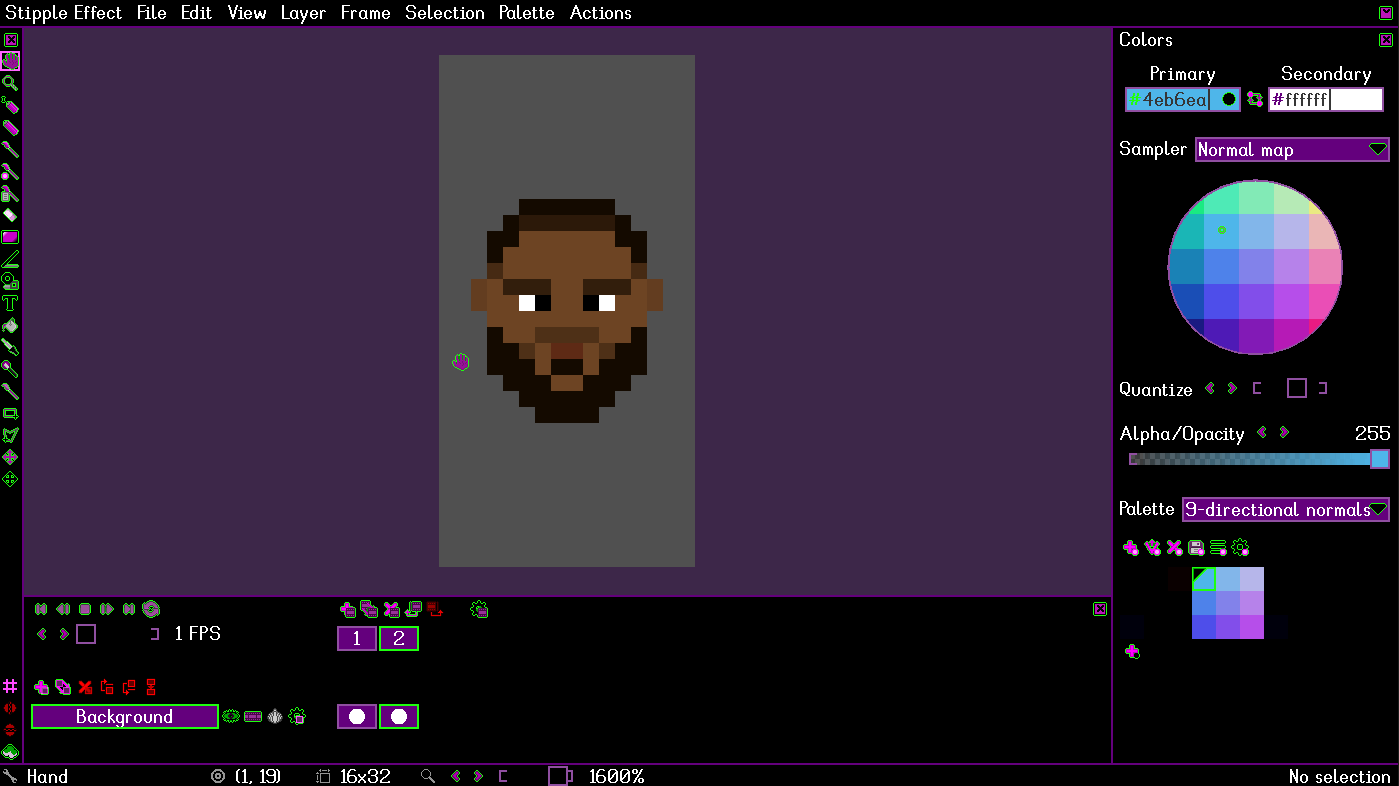 Stipple Effect File Edit View Layer Frame Selection Palette Actions
Colors
Primary Secondary
#4eb6ea #ffffff
Sampler Normal map
Quantize
Alpha/Opacity 255
Palette 9-directional normals
1 FPS
1 2
Background
Hand (1, 19) 16x32 1600% No selection